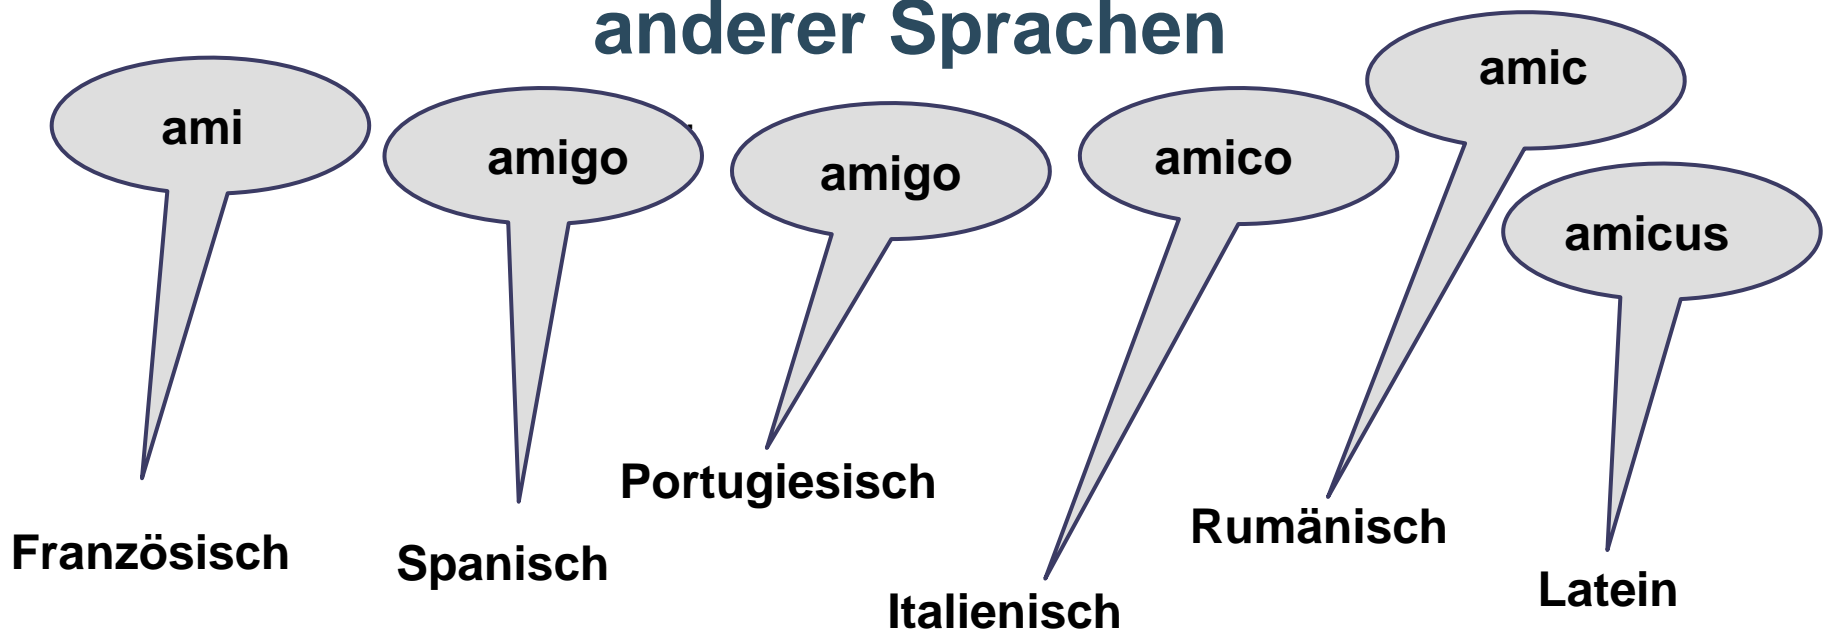 anderer Sprachen
ami
amigo
amigo
amico
amic
amicus
Französisch
Spanisch
Portugiesisch
Italienisch
Rumänisch
Latein